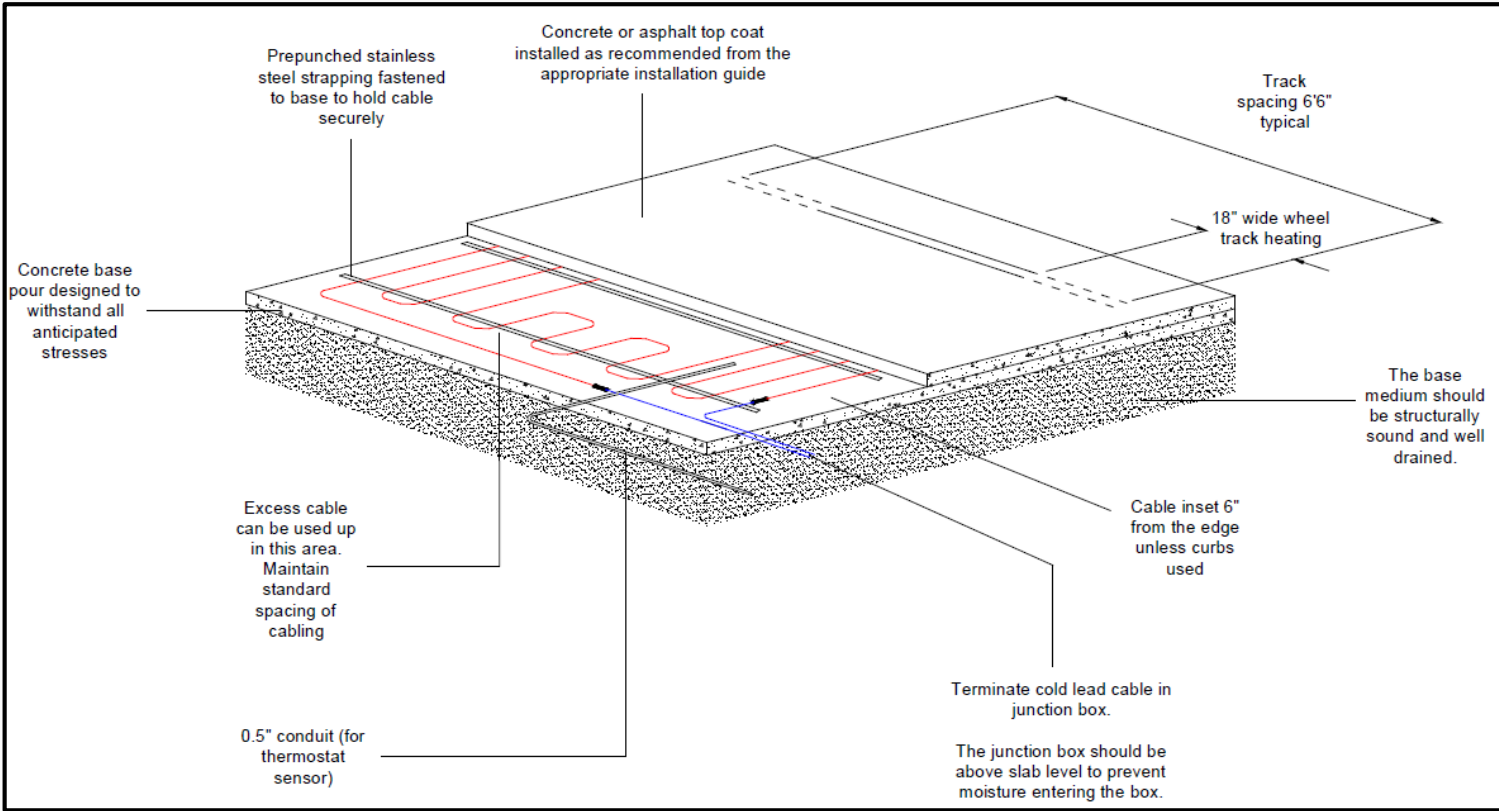 Prepunched stainless
steel strapping fastened
to base to hold cable
securely
Concrete or asphalt top coat
installed as recommended from the
appropriate installation guide
Track
spacing 6'6"
typical
18" wide wheel
track heating
Concrete base
pour designed to
withstand all
anticipated
stresses
The base
medium should
be structurally
sound and well
drained.
Excess cable
can be used up
in this area.
Maintain
standard
spacing of
cabling
Cable inset 6"
from the edge
unless curbs
used
Terminate cold lead cable in
junction box.
The junction box should be
above slab level to prevent
moisture entering the box.
0.5" conduit (for
thermostat
sensor)